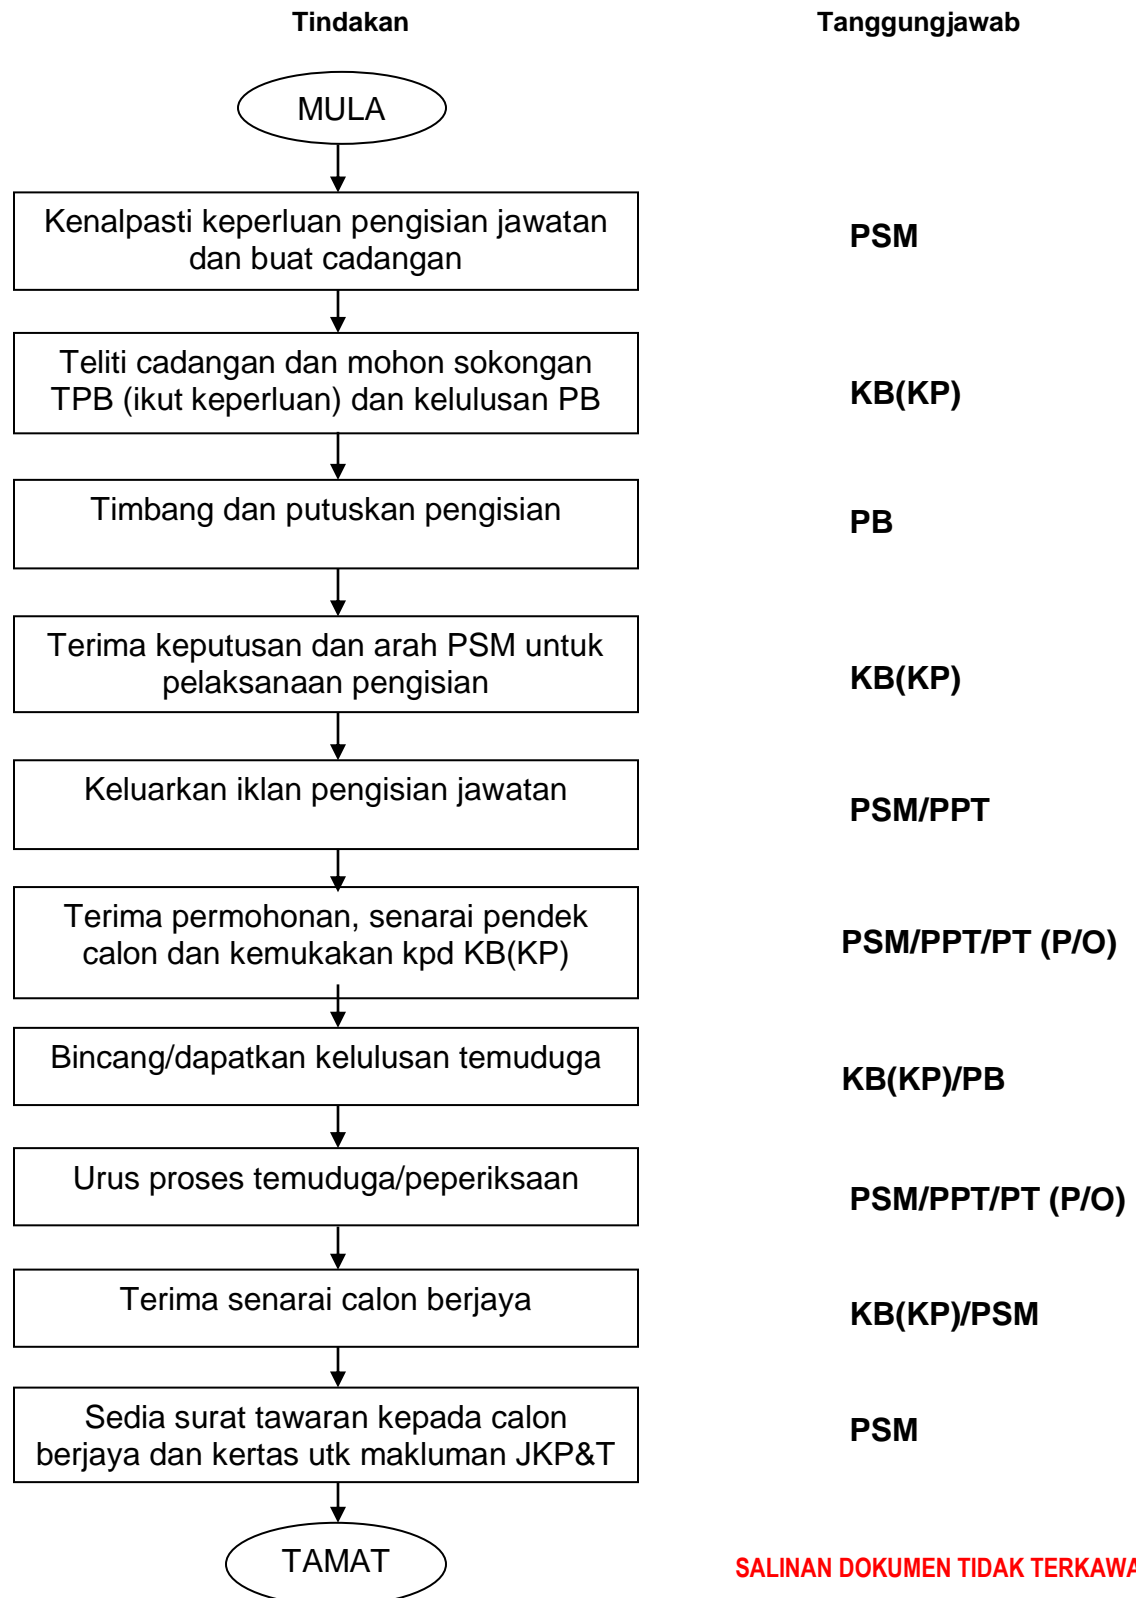 Tindakan Tanggungjawab
MULA
Kenalpasti keperluan pengisian jawatan
dan buat cadangan
PSM
Teliti cadangan dan mohon sokongan
TPB (ikut keperluan) dan kelulusan PB
KB(KP)
Timbang dan putuskan pengisian
PB
Terima keputusan dan arah PSM untuk
pelaksanaan pengisian
KB(KP)
Keluarkan iklan pengisian jawatan
PSM/PPT
Terima permohonan, senarai pendek
calon dan kemukakan kpd KB(KP)
PSM/PPT/PT (P/O)
Bincang/dapatkan kelulusan temuduga
KB(KP)/PB
Urus proses temuduga/peperiksaan
PSM/PPT/PT (P/O)
Terima senarai calon berjaya
KB(KP)/PSM
Sedia surat tawaran kepada calon
berjaya dan kertas utk makluman JKP&T
PSM
TAMAT
SALINAN DOKUMEN TIDAK